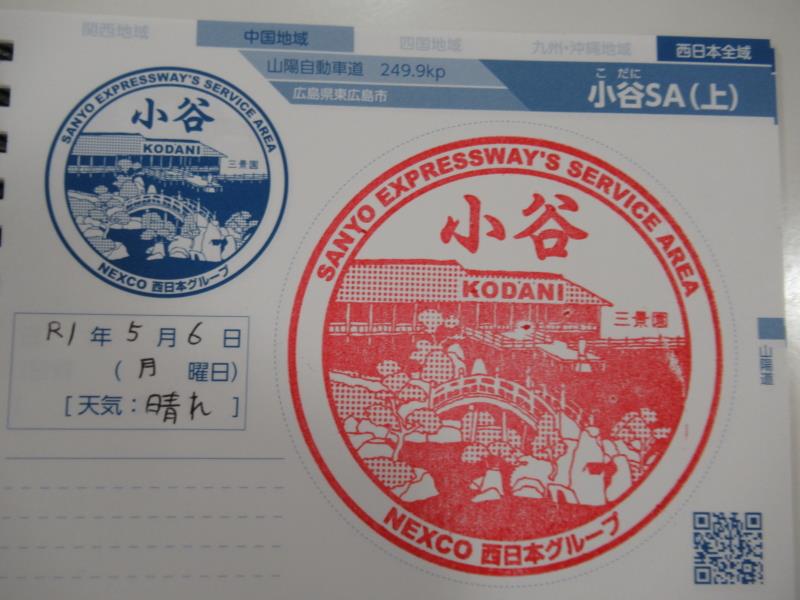 関西地域
中国地域
四国地域
九州・沖縄地域
西日本全域
山陽自動車道 249.9kp
広島県東広島市
こ だに
小谷SA(上)
SANYO EXPRESSWAY'S SERVICE AREA
小谷
KODANI
三景園
NEXCO 西日本グループ
SANYO EXPRESSWAY'S SERVICE AREA
小谷
KODANI
三景園
NEXCO 西日本グループ
R1年5月6日
(月 曜日)
[天気:晴れ]
山陽道